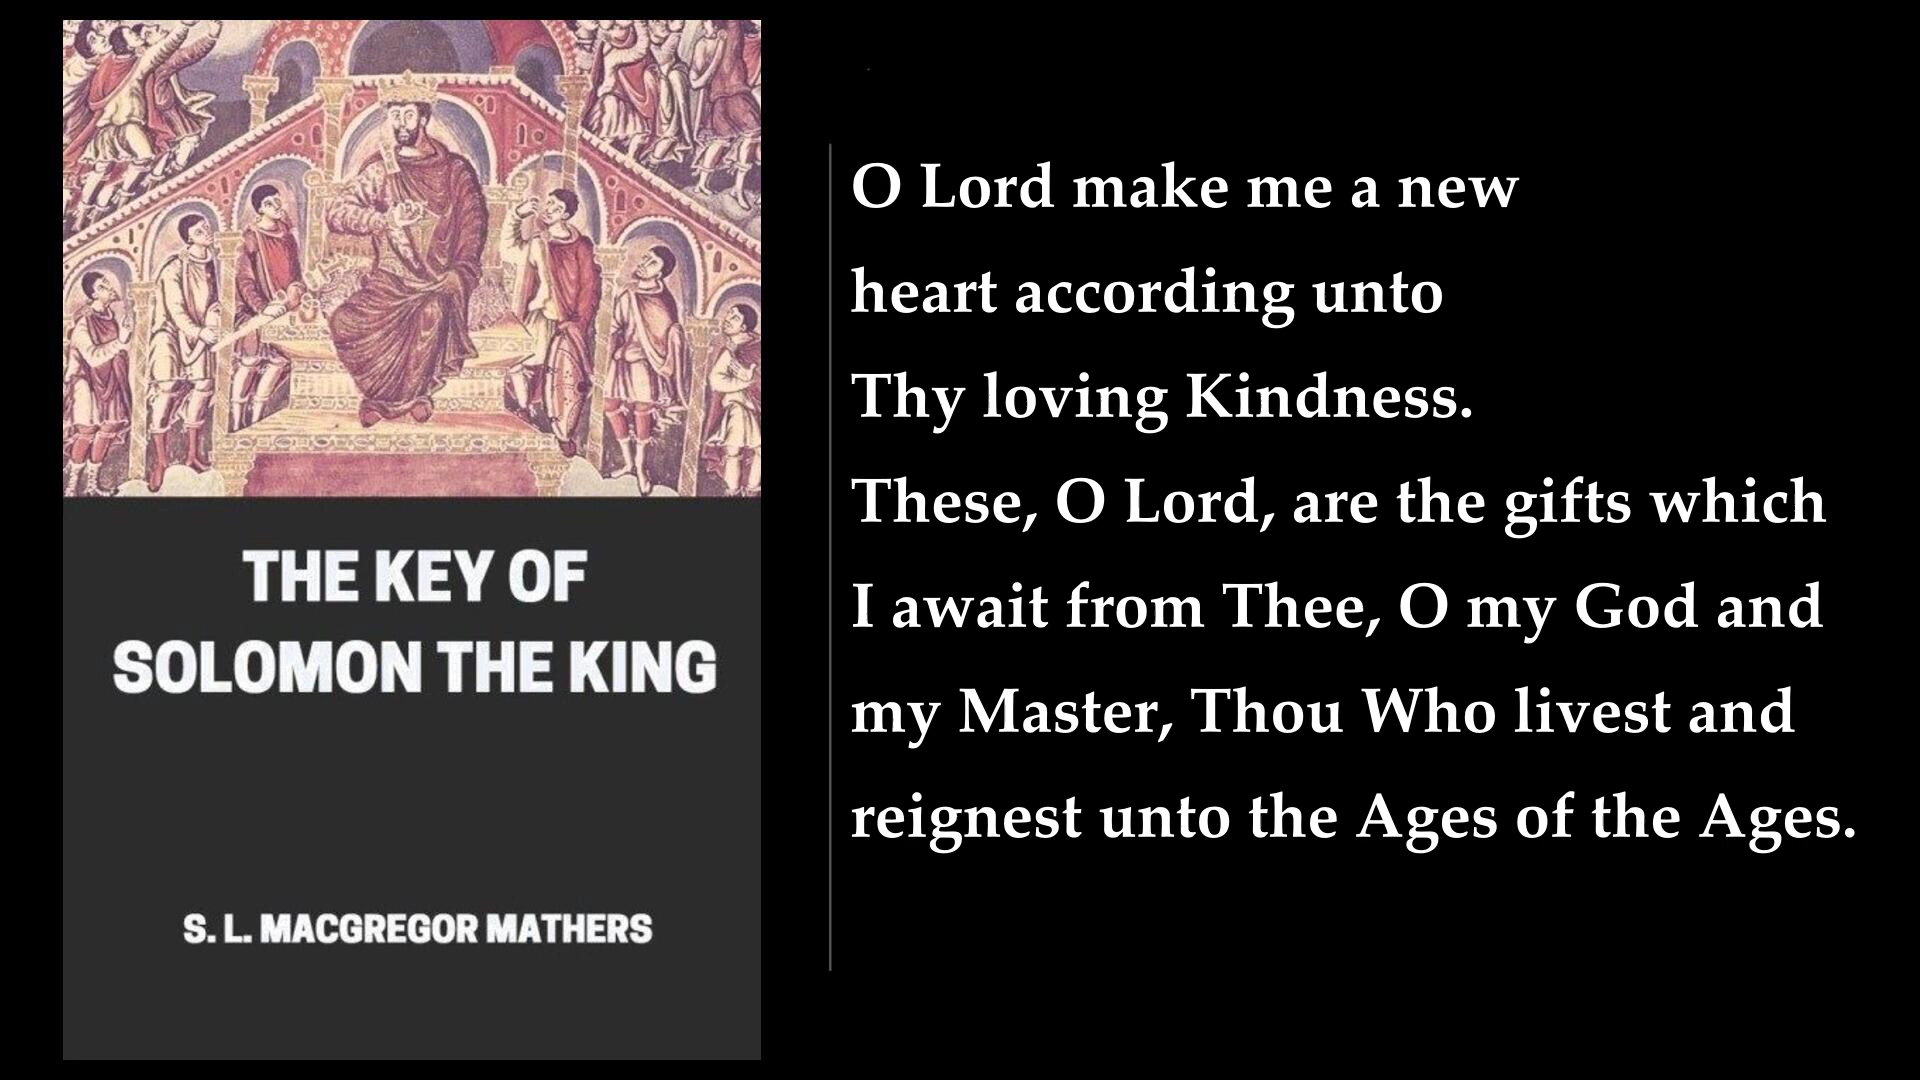 THE KEY OF
SOLOMON THE KING
S. L. MACGREGOR MATHERS
O Lord make me a new
heart according unto
Thy loving Kindness.
These, O Lord, are the gifts which
I await from Thee, O my God and
my Master, Thou Who livest and
reignest unto the Ages of the Ages.